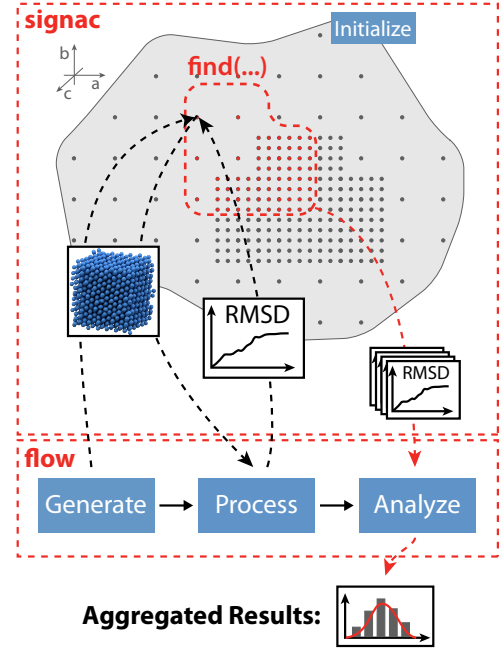 signac
Initialize
b
a
c
find(...)
RMSD
RMSD
flow
Generate
Process
Analyze
Aggregated Results: